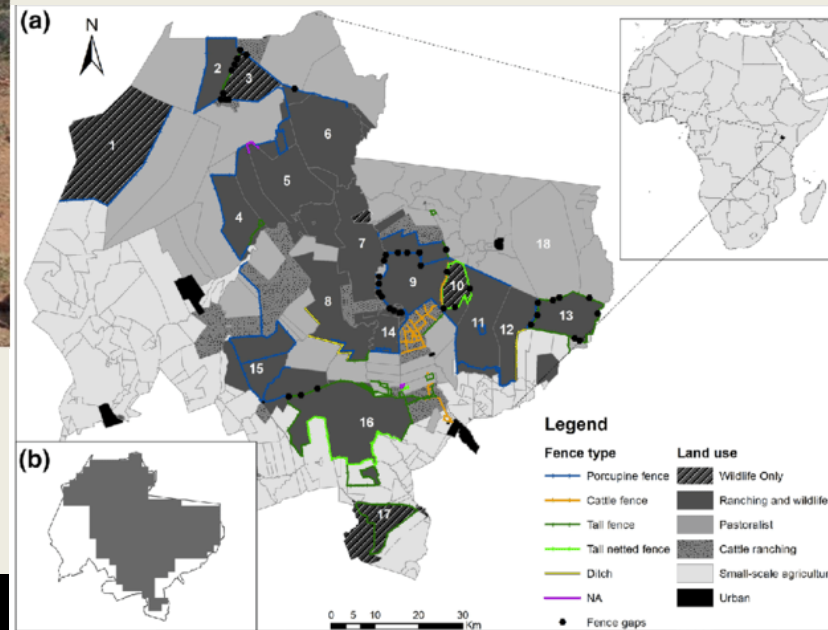 (a)
N
2
3
1
6
5
4
7
18
9
10
8
11
13
14
12
15
16
17
(b)
Legend
Fence type
Porcupine fence
Cattle fence
Tall fence
Tall netted fence
Ditch
NA
Fence gaps
Land use
Wildlife Only
Ranching and wildlife
Pastoralist
Cattle ranching
Small-scale agricultur
Urban
0 5 10 20 30
Km